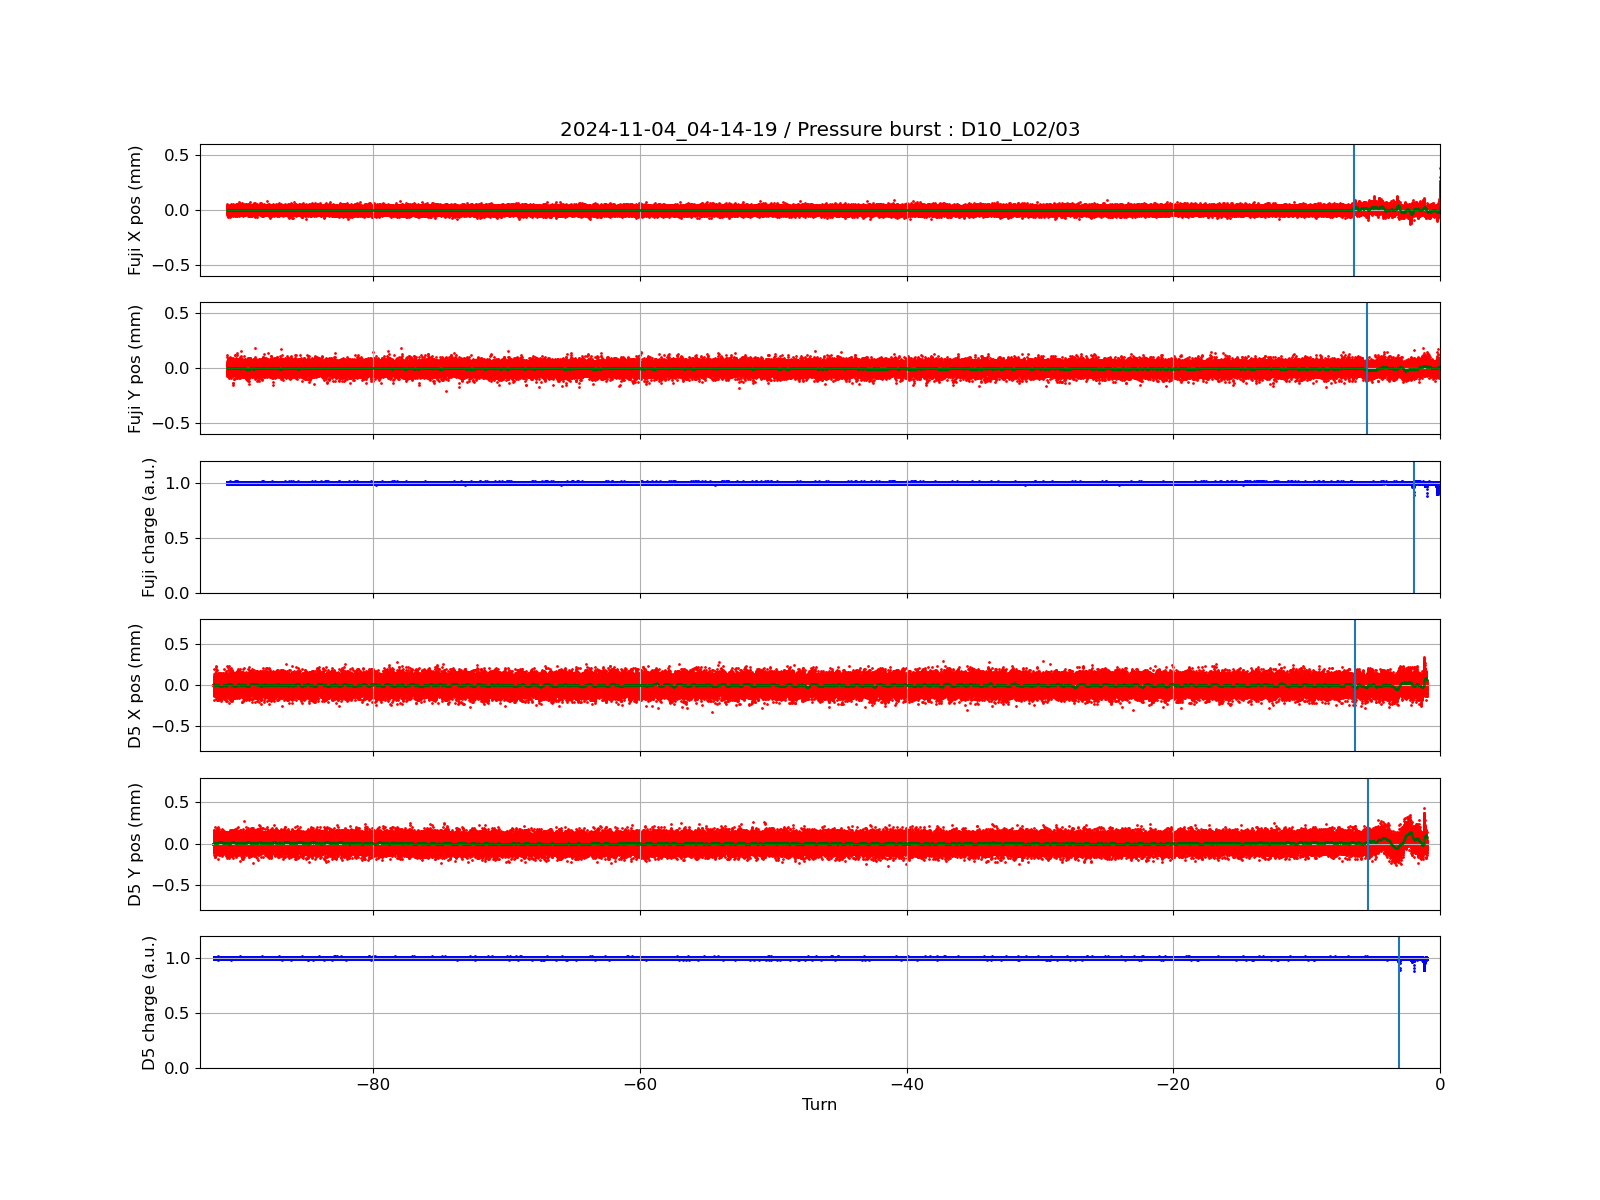 2024-11-04_04-14-19 / Pressure burst : D10_L02/03
Fuji X pos (mm)
0.5
0.0
−0.5
Fuji Y pos (mm)
0.5
0.0
−0.5
Fuji charge (a.u.)
1.0
0.5
0.0
D5 X pos (mm)
0.5
0.0
−0.5
D5 Y pos (mm)
0.5
0.0
−0.5
D5 charge (a.u.)
1.0
0.5
0.0
−80 −60 −40 −20 0
Turn